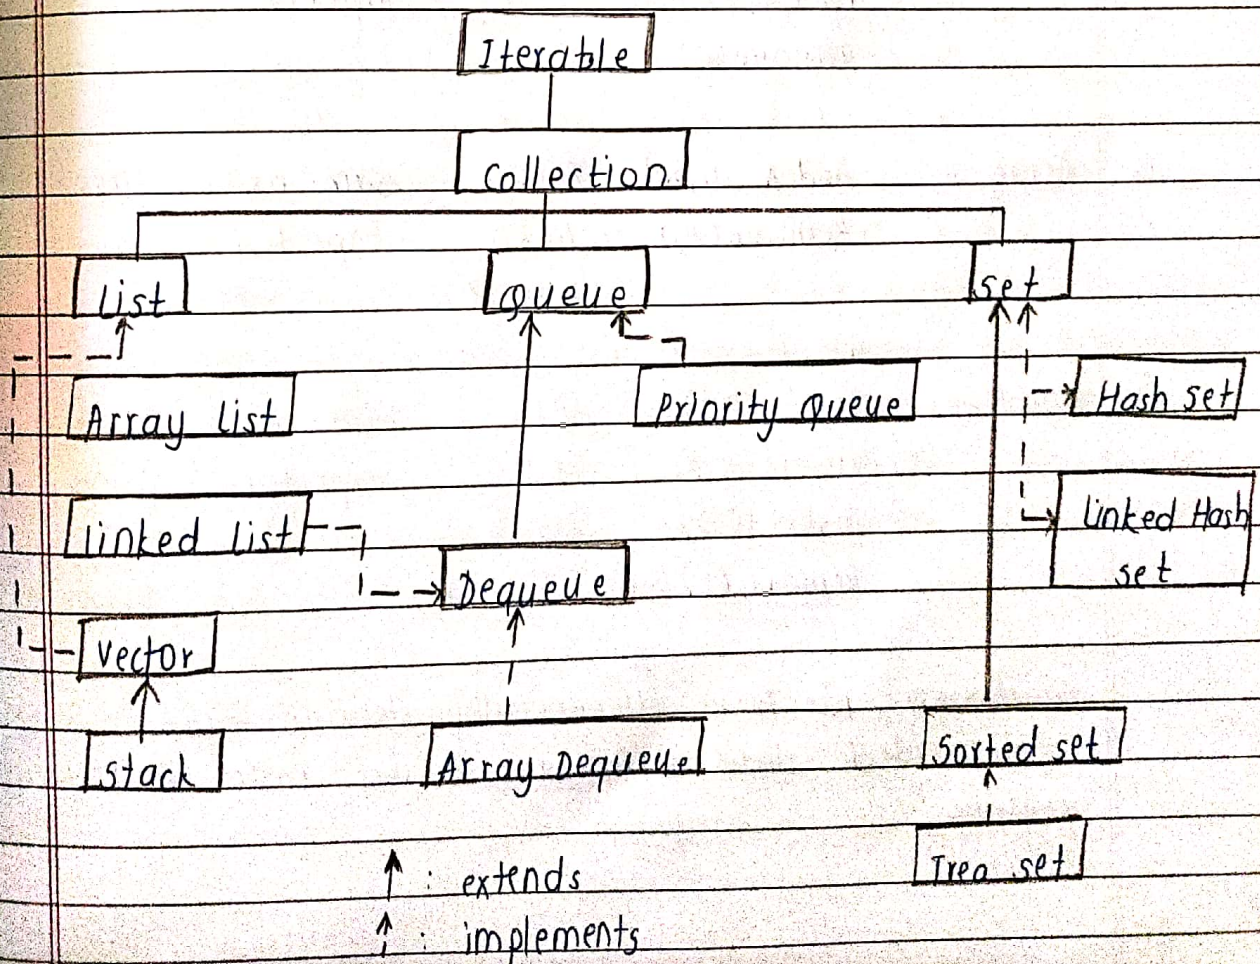 Iterable
Collection
List
Queue
Set
Array list
Priority Queue
Hash set
Linked list
Linked Hash
set
Dequeue
Vector
Stack
Array Dequeue
Sorted set
Tree set
: extends
: implements